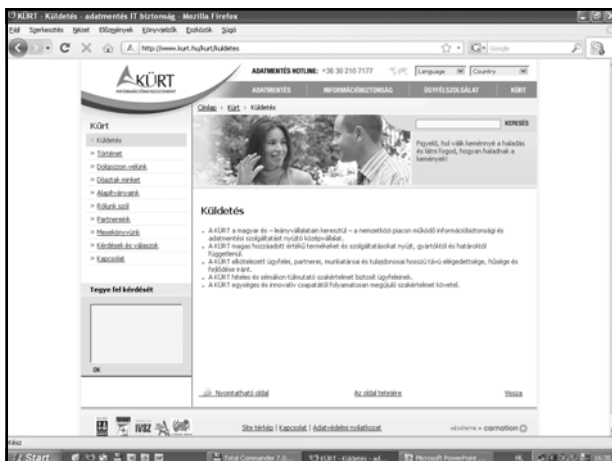 KÜRT - Küldetés - adatmentés IT biztonság - Mozilla Firefox
Fájl Szerkesztés Nézet Előzmények Könyvjelzők Eszközök Súgó
http://www.kurt.hu/kurt/kuldetes
Google
KÜRT
INFORMÁCIÓMENEDZSMENT
ADATMENTÉS HOTLINE: +36 30 210 7177
Language
Country
ADATMENTÉS INFORMÁCIÓBIZTONSÁG ÜGYFÉLSZOLGÁLAT KÜRT
Címlap > Kürt > Küldetés
Kürt
Küldetés
» Történet
» Dolgozzon velünk
» Díjaztak minket
» Alapítványaink
» Rólunk szól
» Partnereink
» Mesekönyvünk
» Kérdések és válaszok
» Kapcsolat
Tegye fel kérdését
OK
KERESÉS
Figyeld, hol válik keménnyé a haladás
és látni fogod, hogyan haladnak a
kemények!
Küldetés
A KÜRT a magyar és – leányvállalatain keresztül – a nemzetközi piacon működő információbiztonsági és
adatmentési szolgáltatást nyújtó középvállalat.
A KÜRT magas hozzáadott értékű termékeket és szolgáltatásokat nyújt, gyártóktól és határoktól
függetlenül.
A KÜRT elkötelezett ügyfelei, partnerei, munkatársai és tulajdonosai hosszú távú elégedettsége, hűsége és
fejlődése iránt.
A KÜRT hiteles és sémákon túlmutató szakértelmet biztosít ügyfeleinek.
A KÜRT egységes és innovatív csapatától folyamatosan megújuló szakértelmet követel.
Nyomtatható oldal
Az oldal tetejére
Vissza
IVSZ
Site térkép | Kapcsolat | Adatvédelmi nyilatkozat
carnation
Kész
Start
Total Commander 7.0...
KÜRT - Küldetés - ad...
Microsoft PowerPoint ...